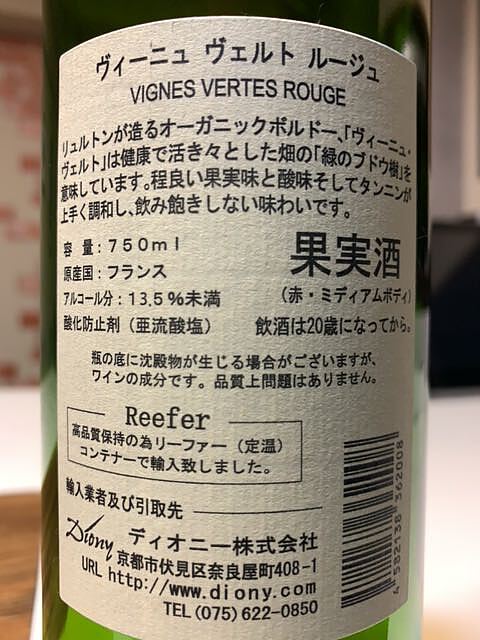 ヴィーニュ ヴェルト ルージュ
VIGNES VERTES ROUGE
リュルトンが造るオーガニックボルドー、「ヴィーニュ・
ヴェルト」は健康で活き々とした畑の「緑のブドウ樹」を
意味しています。程良い果実味と酸味そしてタンニンが
上手く調和し、飲み飽きしない味わいです。
容 量：750ml
原産国：フランス
アルコール分：13.5%未満
酸化防止剤（亜流酸塩）
果実酒
（赤・ミディアムボディ）
飲酒は20歳になってから。
瓶の底に沈殿物が生じる場合がございますが、
ワインの成分です。品質上問題はありません。
Reefer
高品質保持の為リーファー（定温）
コンテナーで輸入致しました。
輸入業者及び引取先
Diony ディオニー株式会社
京都市伏見区奈良屋町408-1
URL http://www.diony.com
TEL(075)622-0850
4 582138 362008